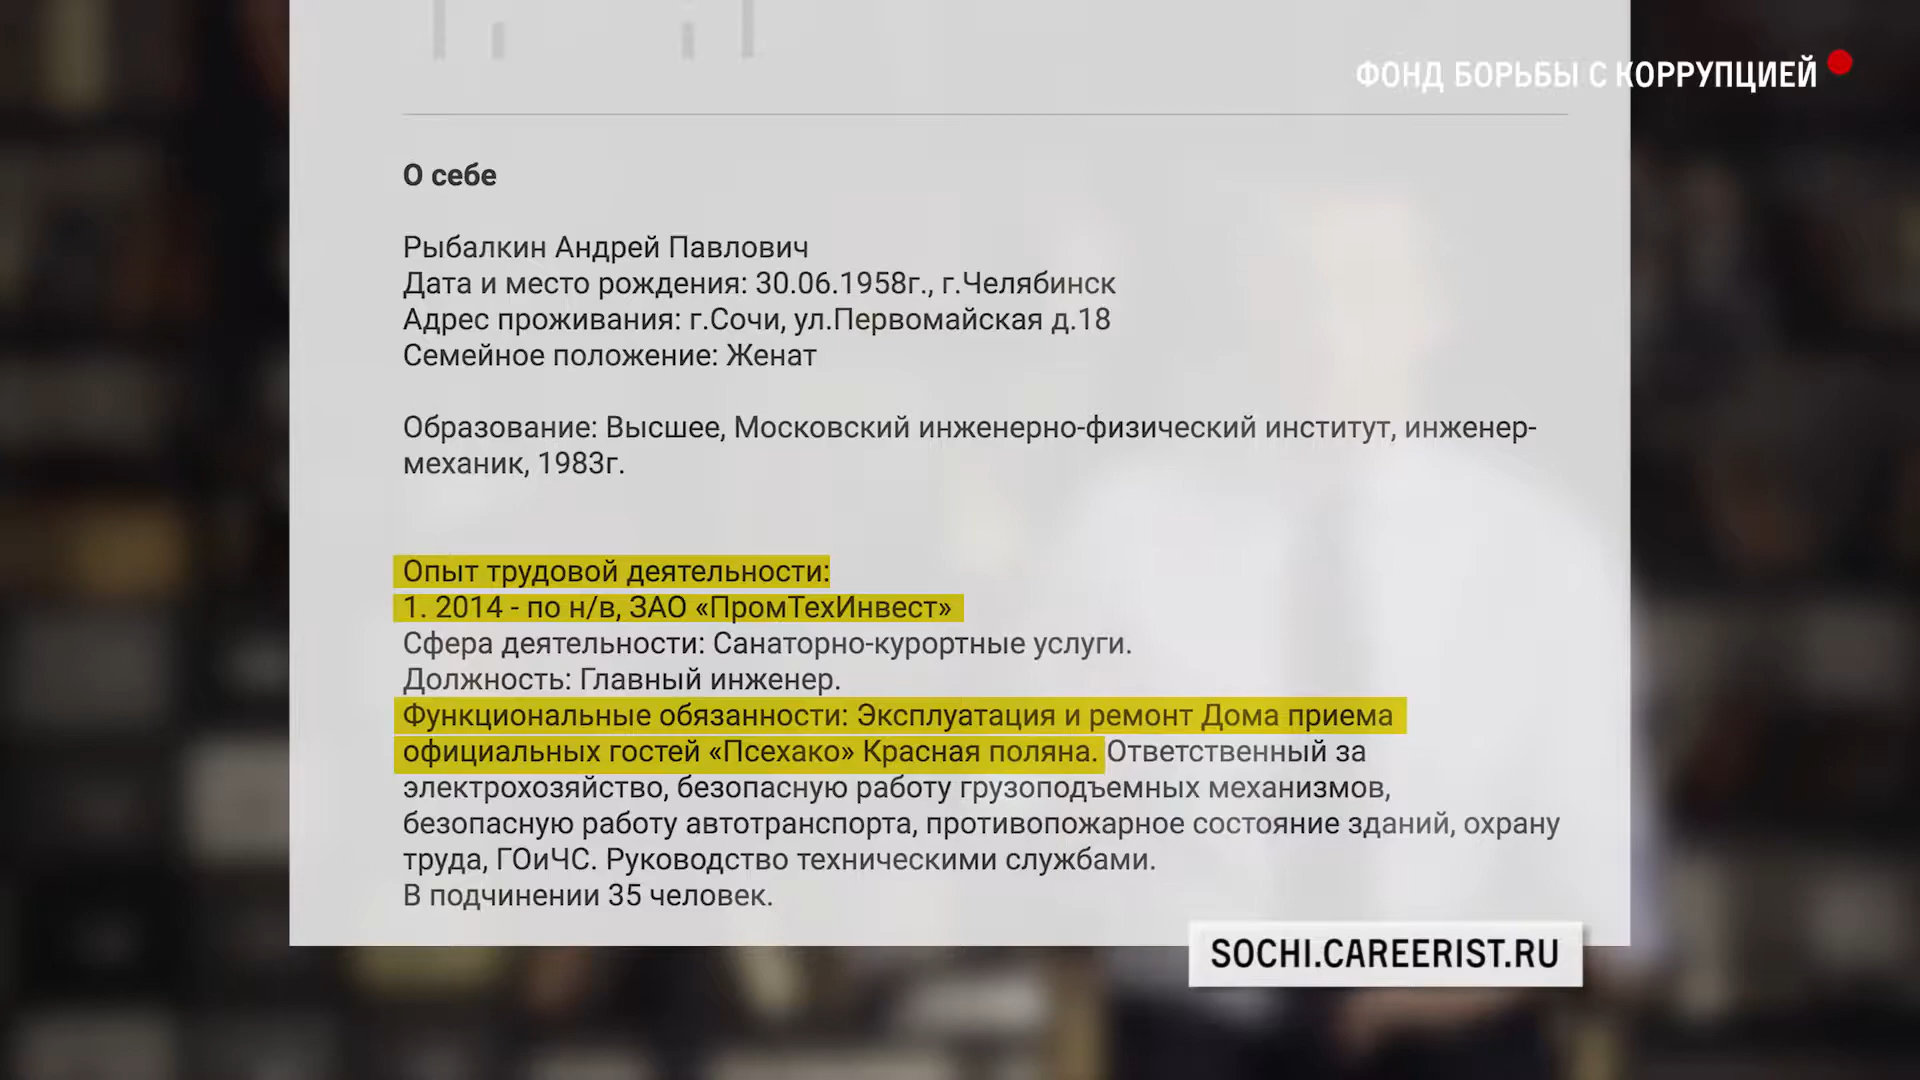 ФОНД БОРЬБЫ С КОРРУПЦИЕЙ
О себе
Рыбалкин Андрей Павлович
Дата и место рождения: 30.06.1958г., г.Челябинск
Адрес проживания: г.Сочи, ул.Первомайская д.18
Семейное положение: Женат
Образование: Высшее, Московский инженерно-физический институт, инженер-
механик, 1983г.
Опыт трудовой деятельности:
1. 2014 - по н/в, ЗАО «ПромТехИнвест»
Сфера деятельности: Санаторно-курортные услуги.
Должность: Главный инженер.
Функциональные обязанности: Эксплуатация и ремонт Дома приема
официальных гостей «Псехако» Красная поляна. Ответственный за
электрохозяйство, безопасную работу грузоподъемных механизмов,
безопасную работу автотранспорта, противопожарное состояние зданий, охрану
труда, ГОиЧС. Руководство техническими службами.
В подчинении 35 человек.
SOCHI.CAREERIST.RU